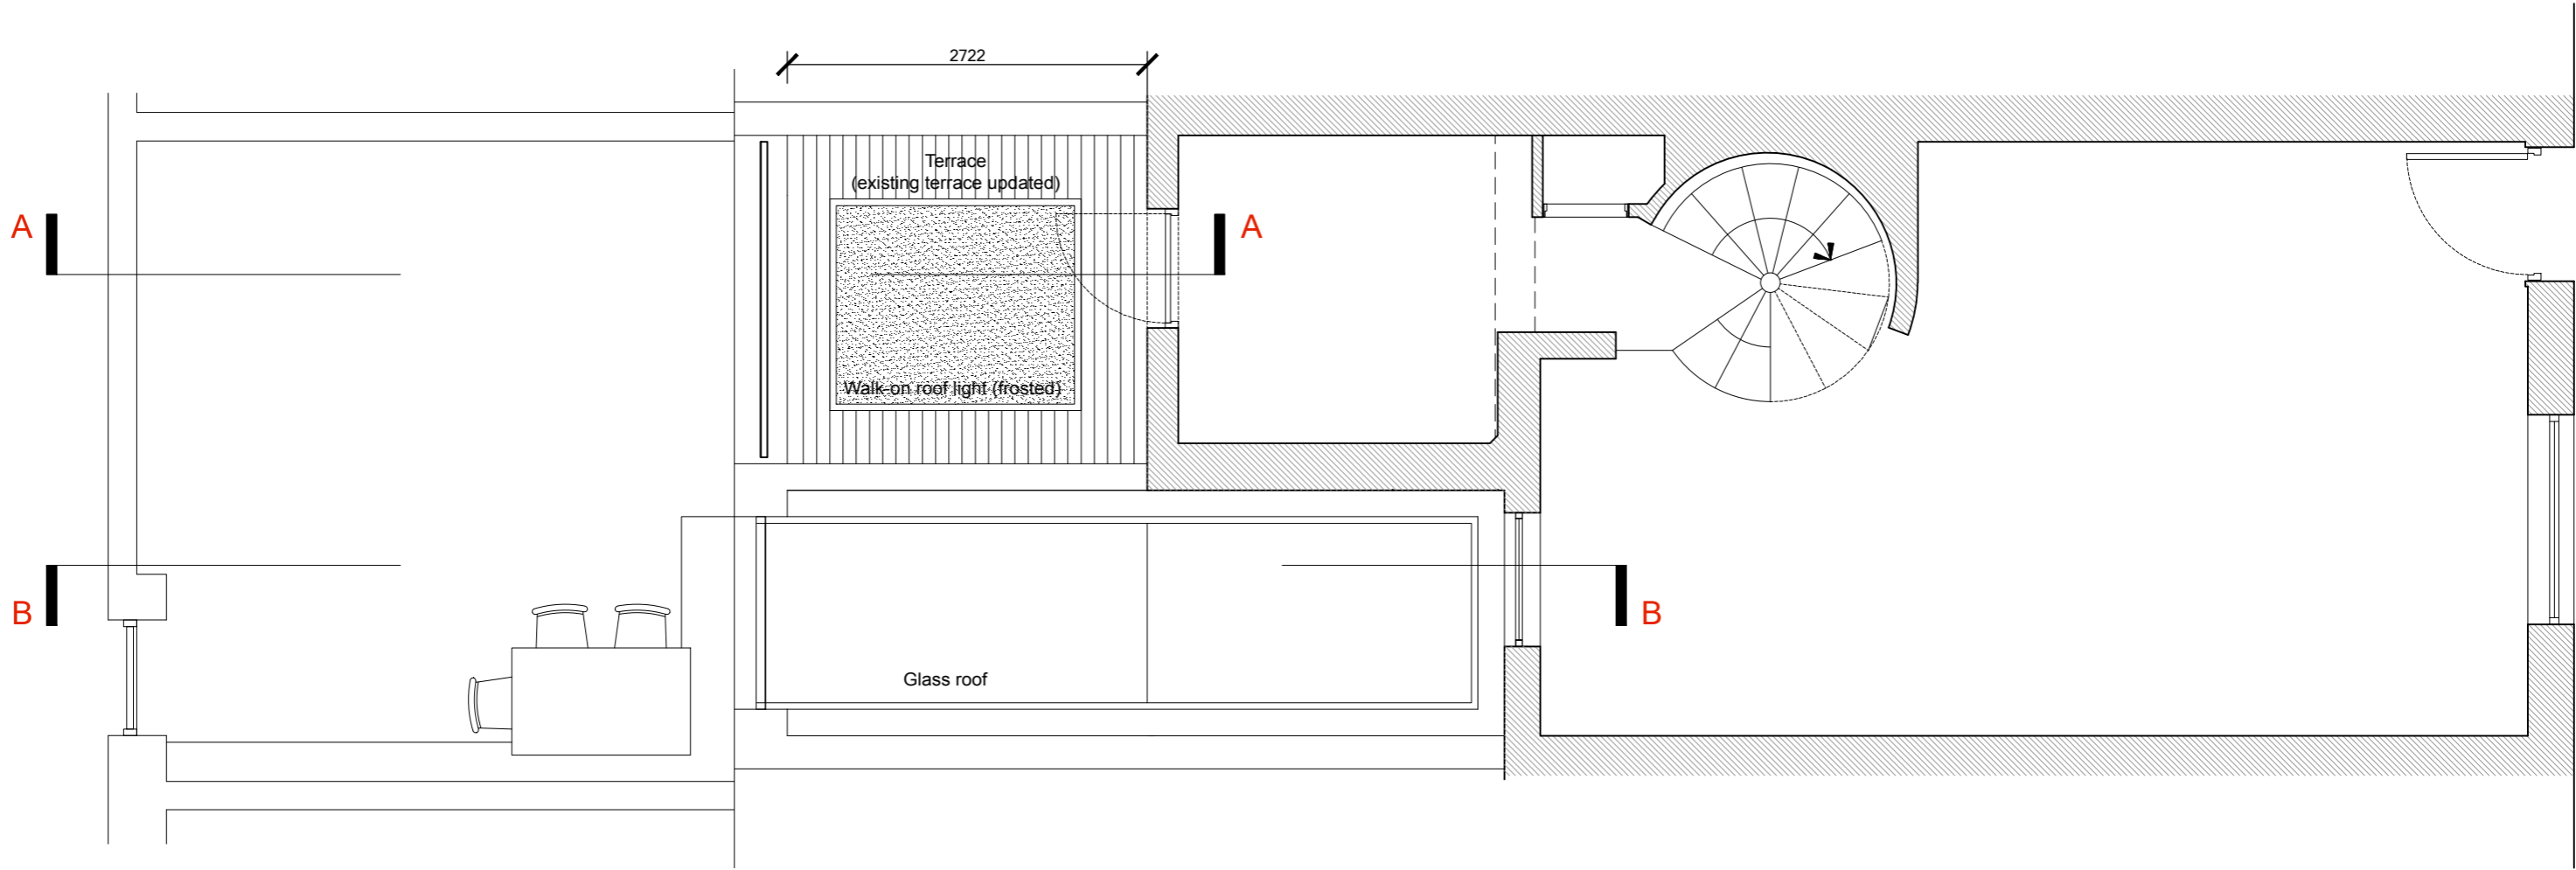 2722
Terrace
(existing terrace updated)
A
A
Walk-on roof light (frosted)
B
B
Glass roof